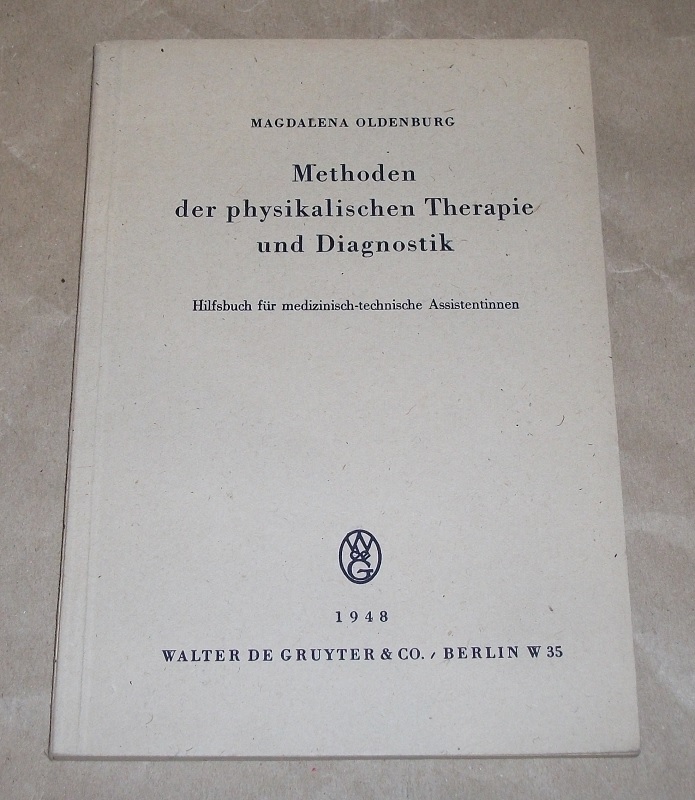 MAGDALENA OLDENBURG
Methoden
der physikalischen Therapie
und Diagnostik
Hilfsbuch für medizinisch-technische Assistentinnen
W
de
G
1948
WALTER DE GRUYTER & CO. / BERLIN W 35